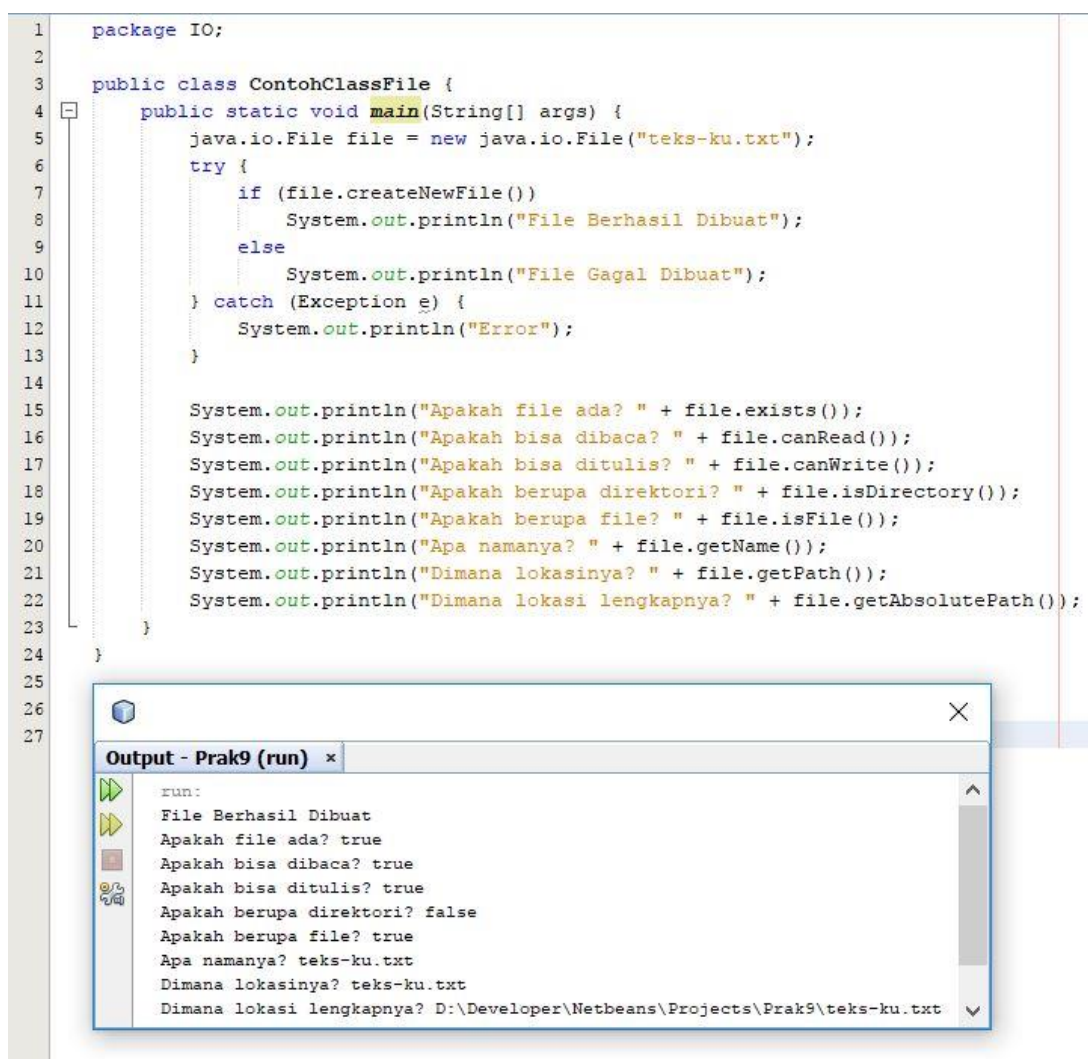 1 package IO;
2
3 public class ContohClassFile {
4 public static void main(String[] args) {
5 java.io.File file = new java.io.File("teks-ku.txt");
6 try {
7 if (file.createNewFile())
8 System.out.println("File Berhasil Dibuat");
9 else
10 System.out.println("File Gagal Dibuat");
11 } catch (Exception e) {
12 System.out.println("Error");
13 }
14
15 System.out.println("Apakah file ada? " + file.exists());
16 System.out.println("Apakah bisa dibaca? " + file.canRead());
17 System.out.println("Apakah bisa ditulis? " + file.canWrite());
18 System.out.println("Apakah berupa direktori? " + file.isDirectory());
19 System.out.println("Apakah berupa file? " + file.isFile());
20 System.out.println("Apa namanya? " + file.getName());
21 System.out.println("Dimana lokasinya? " + file.getPath());
22 System.out.println("Dimana lokasi lengkapnya? " + file.getAbsolutePath());
23 }
24 }
25
26
27
Output - Prak9 (run) ×
run:
File Berhasil Dibuat
Apakah file ada? true
Apakah bisa dibaca? true
Apakah bisa ditulis? true
Apakah berupa direktori? false
Apakah berupa file? true
Apa namanya? teks-ku.txt
Dimana lokasinya? teks-ku.txt
Dimana lokasi lengkapnya? D:\Developer\Netbeans\Projects\Prak9\teks-ku.txt